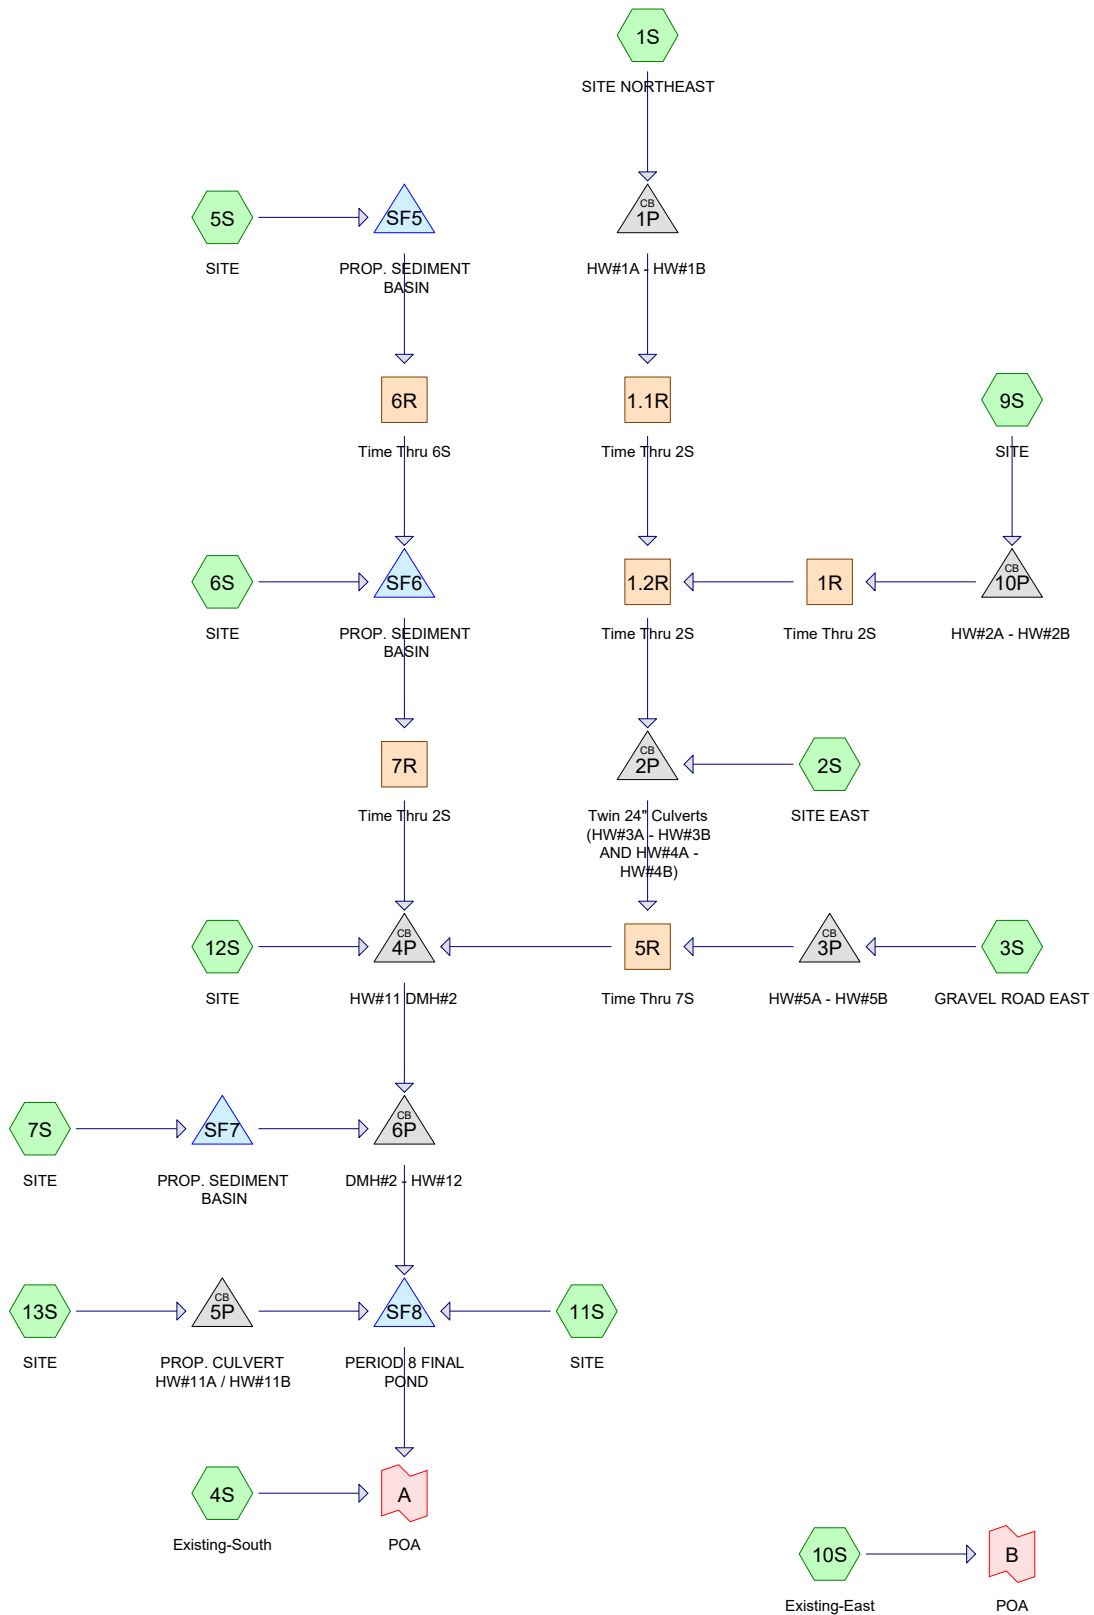 1S
SITE NORTHEAST
5S
SITE
SF5
PROP. SEDIMENT
BASIN
CB
1P
HW#1A - HW#1B
6R
Time Thru 6S
1.1R
Time Thru 2S
9S
SITE
6S
SITE
SF6
PROP. SEDIMENT
BASIN
1.2R
Time Thru 2S
1R
Time Thru 2S
CB
10P
HW#2A - HW#2B
7R
Time Thru 2S
CB
2P
Twin 24" Culverts
(HW#3A - HW#3B
AND HW#4A -
HW#4B)
2S
SITE EAST
12S
SITE
CB
4P
HW#11 DMH#2
5R
Time Thru 7S
CB
3P
HW#5A - HW#5B
3S
GRAVEL ROAD EAST
7S
SITE
SF7
PROP. SEDIMENT
BASIN
CB
6P
DMH#2 - HW#12
13S
SITE
CB
5P
PROP. CULVERT
HW#11A / HW#11B
SF8
PERIOD 8 FINAL
POND
11S
SITE
4S
Existing-South
A
POA
10S
Existing-East
B
POA